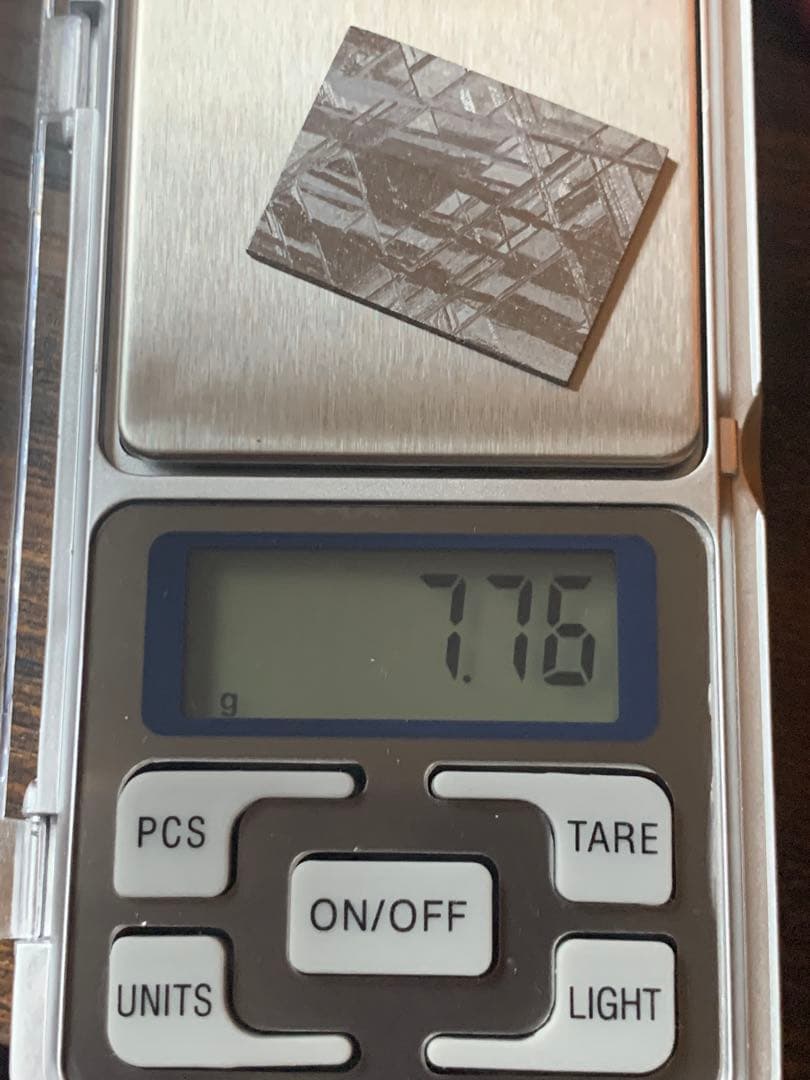 7.76
g
PCS
TARE
ON/OFF
UNITS
LIGHT